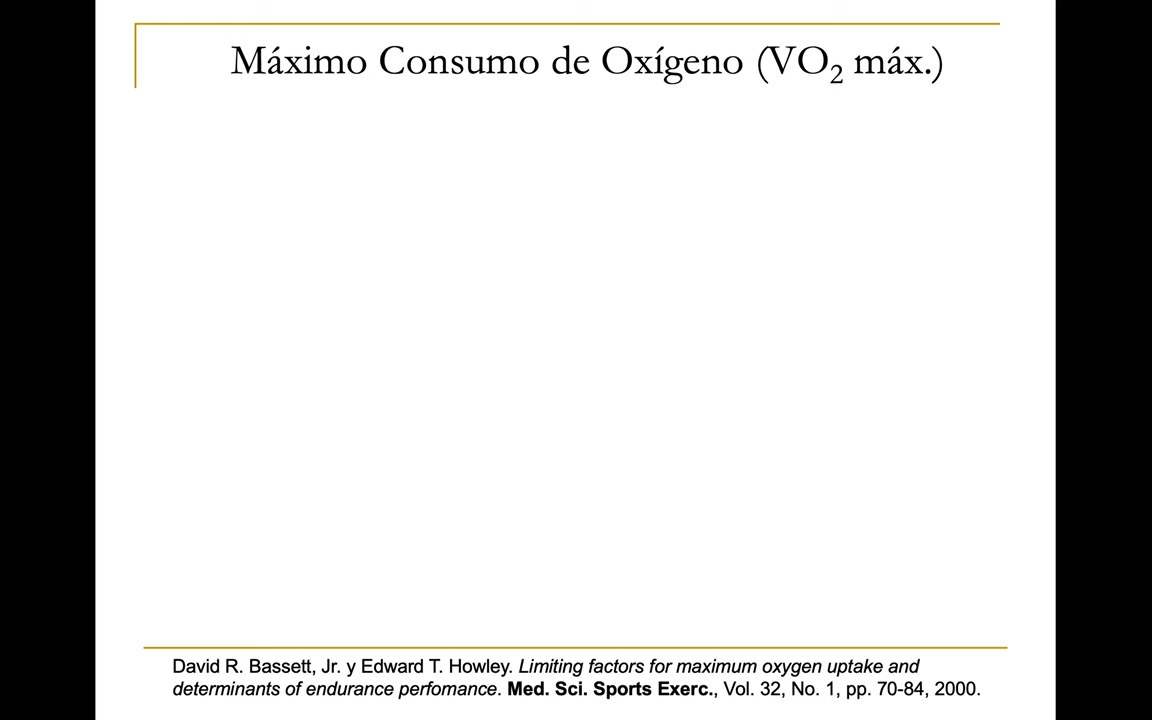 Máximo Consumo de Oxígeno (VO₂ máx.)
David R. Bassett, Jr. y Edward T. Howley. Limiting factors for maximum oxygen uptake and
determinants of endurance perfomance. Med. Sci. Sports Exerc., Vol. 32, No. 1, pp. 70-84, 2000.